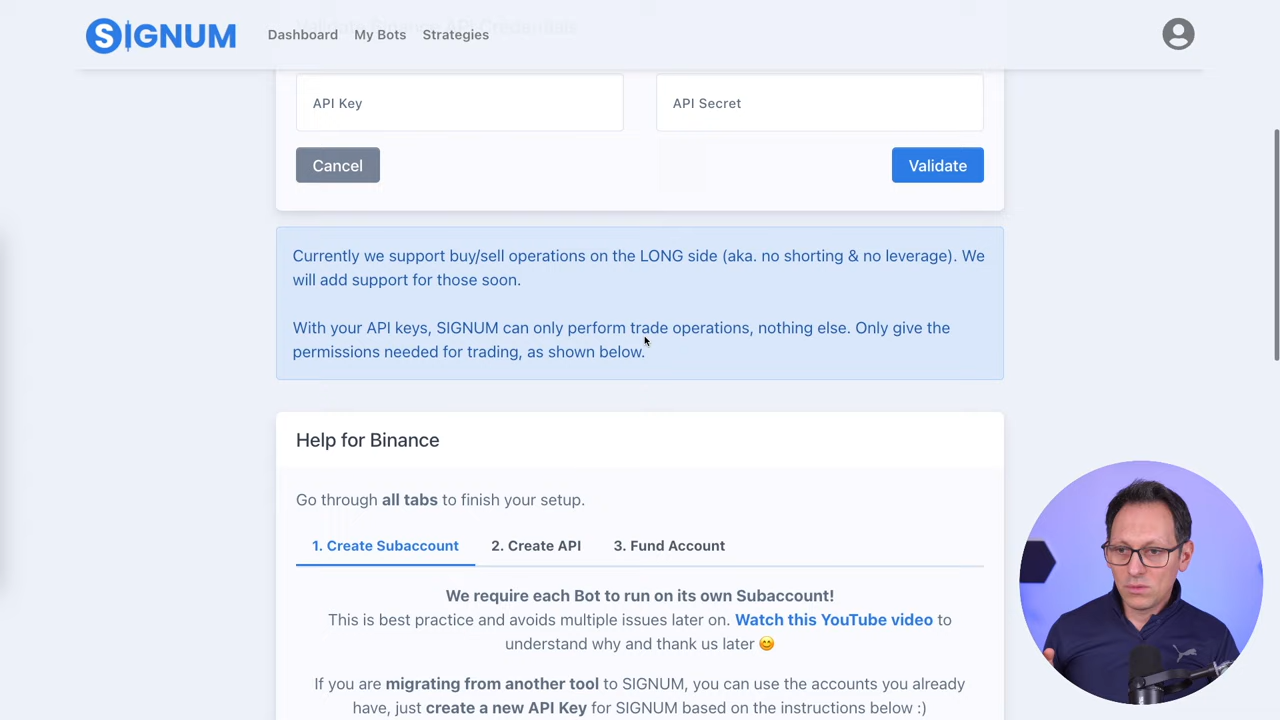 SIGNUM
Dashboard
My Bots
Strategies
Validate Binance API Credentials
API Key
API Secret
Cancel
Validate
Currently we support buy/sell operations on the LONG side (aka. no shorting & no leverage). We
will add support for those soon.
With your API keys, SIGNUM can only perform trade operations, nothing else. Only give the
permissions needed for trading, as shown below.
Help for Binance
Go through all tabs to finish your setup.
1. Create Subaccount
2. Create API
3. Fund Account
We require each Bot to run on its own Subaccount!
This is best practice and avoids multiple issues later on. Watch this YouTube video to
understand why and thank us later 😊
If you are migrating from another tool to SIGNUM, you can use the accounts you already
have, just create a new API Key for SIGNUM based on the instructions below :)